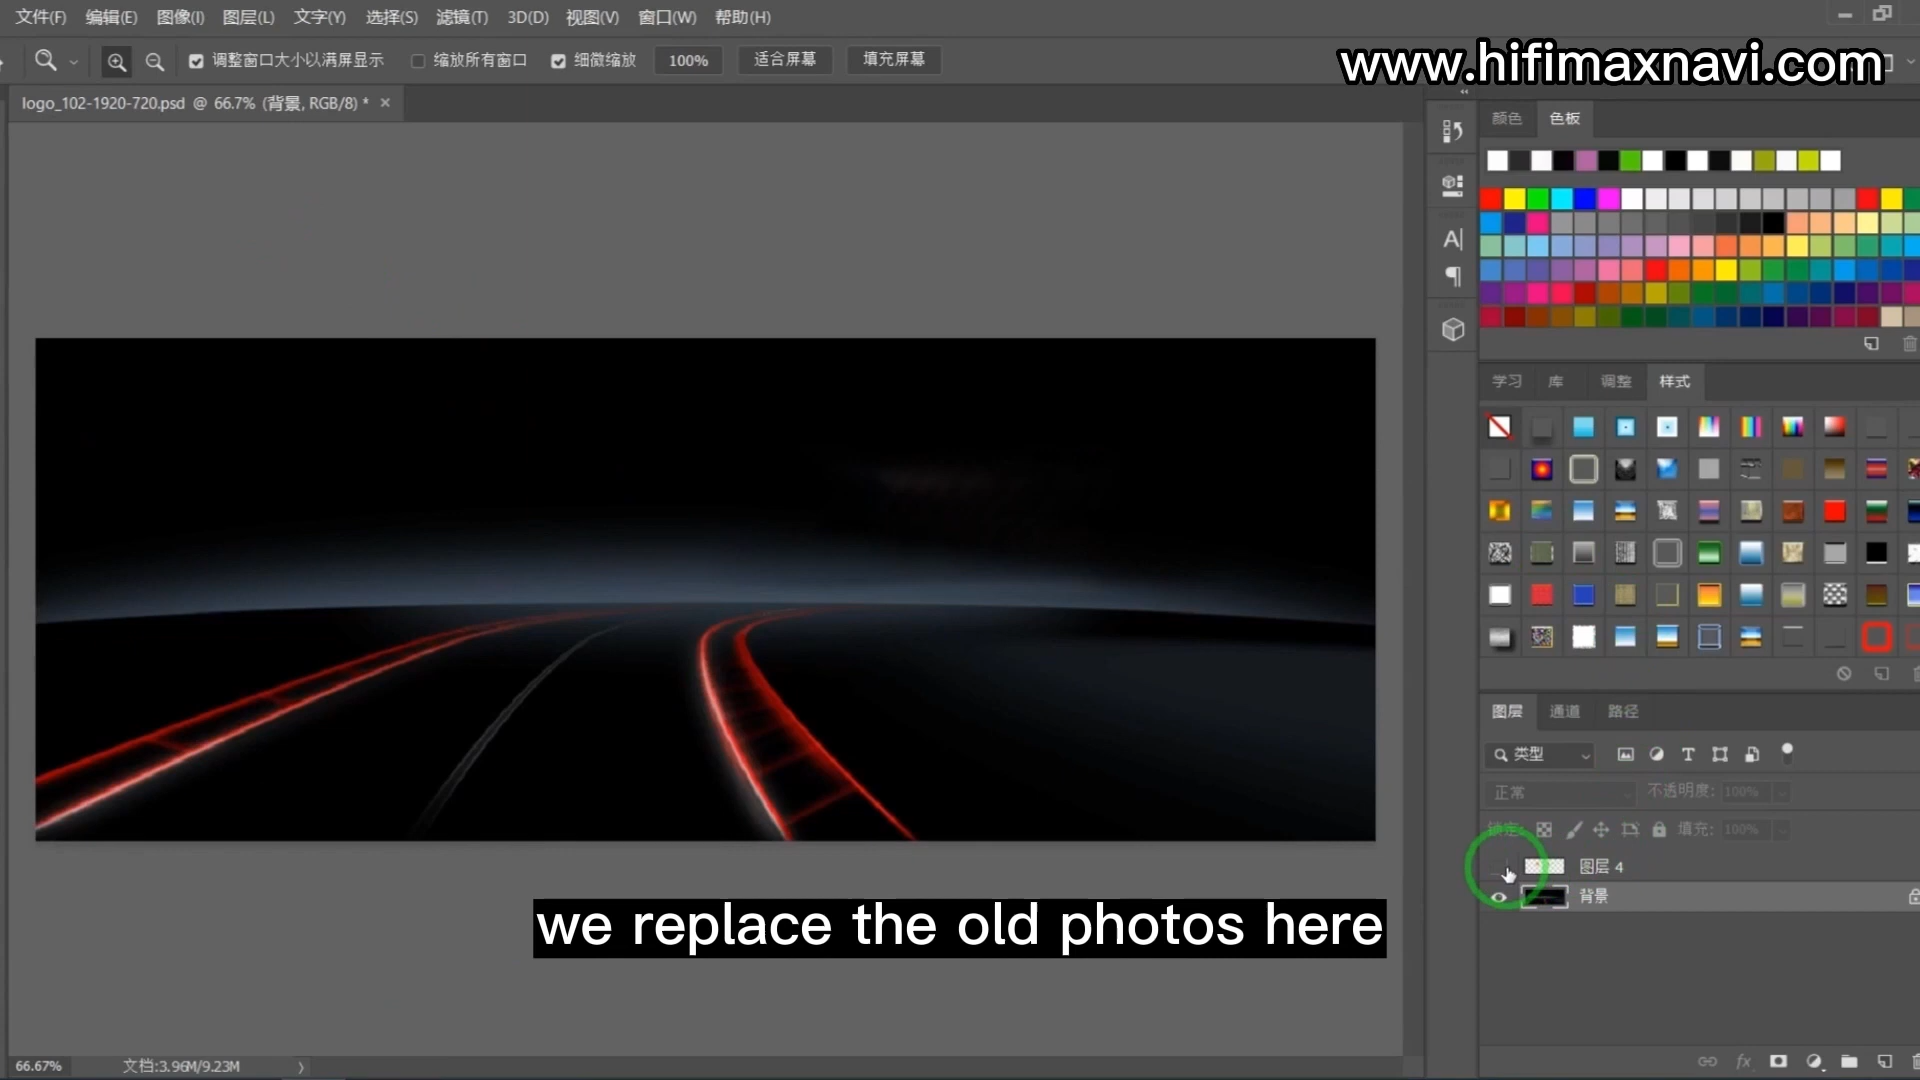 文件(F) 编辑(E) 图像(I) 图层(L) 文字(Y) 选择(S) 滤镜(T) 3D(D) 视图(V) 窗口(W) 帮助(H)
调整窗口大小以满屏显示 缩放所有窗口 细微缩放 100% 适合屏幕 填充屏幕
www.hifimaxnavi.com
logo_102-1920-720.psd @ 66.7% (背景, RGB/8) * ×
颜色 色板
学习 库 调整 样式
图层 通道 路径
类型
正常 不透明度: 100%
锁定: 填充: 100%
图层 4
背景
we replace the old photos here
66.67% 文档:3.96M/9.23M